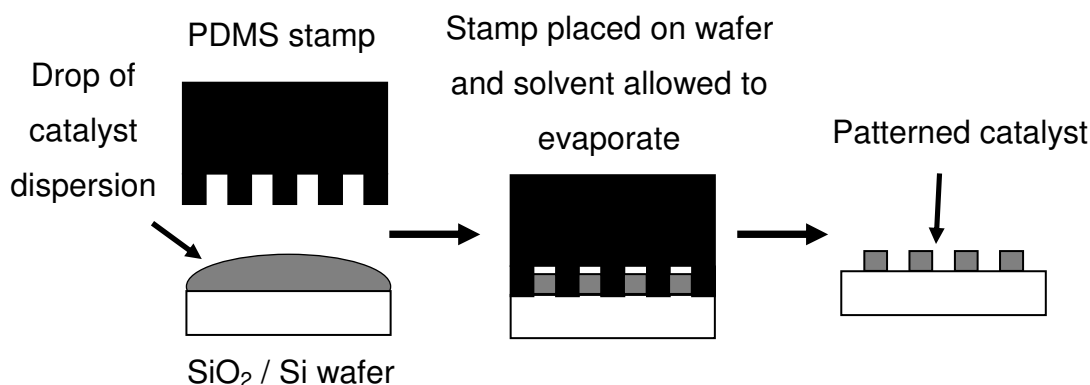 PDMS stamp
Drop of
catalyst
dispersion
Stamp placed on wafer
and solvent allowed to
evaporate
Patterned catalyst
SiO₂ / Si wafer